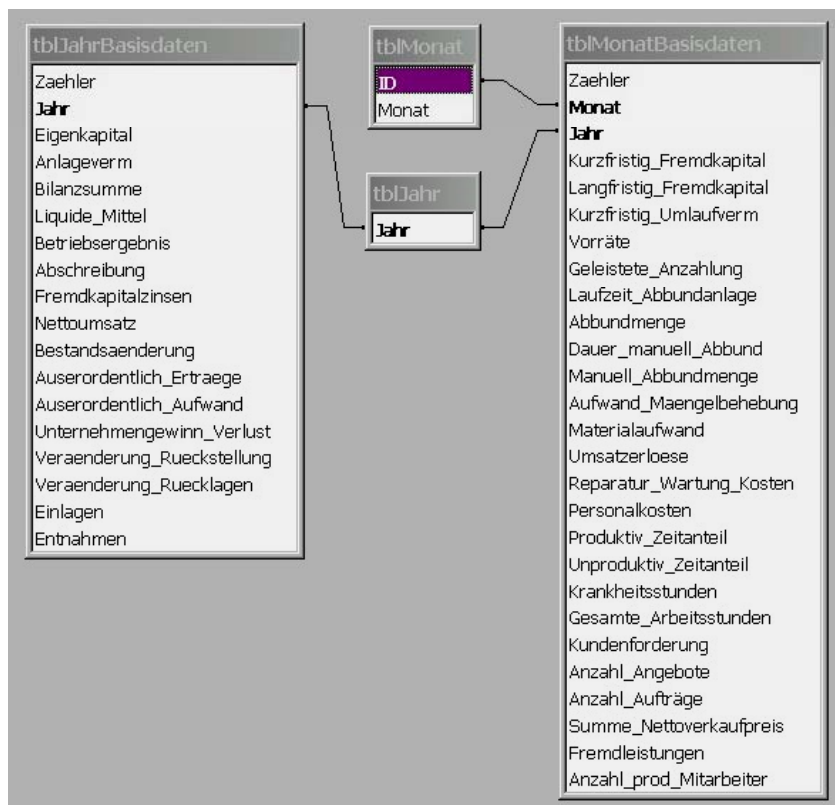 tblJahrBasisdaten
Zaehler
Jahr
Eigenkapital
Anlageverm
Bilanzsumme
Liquide_Mittel
Betriebsergebnis
Abschreibung
Fremdkapitalzinsen
Nettoumsatz
Bestandsaenderung
Auserordentlich_Ertraege
Auserordentlich_Aufwand
Unternehmengewinn_Verlust
Veraenderung_Rueckstellung
Veraenderung_Ruecklagen
Einlagen
Entnahmen
tblMonat
ID
Monat
tblJahr
Jahr
tblMonatBasisdaten
Zaehler
Monat
Jahr
Kurzfristig_Fremdkapital
Langfristig_Fremdkapital
Kurzfristig_Umlaufverm
Vorräte
Geleistete_Anzahlung
Laufzeit_Abbundanlage
Abbundmenge
Dauer_manuell_Abbund
Manuell_Abbundmenge
Aufwand_Maengelbehebung
Materialaufwand
Umsatzerloese
Reparatur_Wartung_Kosten
Personalkosten
Produktiv_Zeitanteil
Unproduktiv_Zeitanteil
Krankheitsstunden
Gesamte_Arbeitsstunden
Kundenforderung
Anzahl_Angebote
Anzahl_Aufträge
Summe_Nettoverkaufpreis
Fremdleistungen
Anzahl_prod_Mitarbeiter